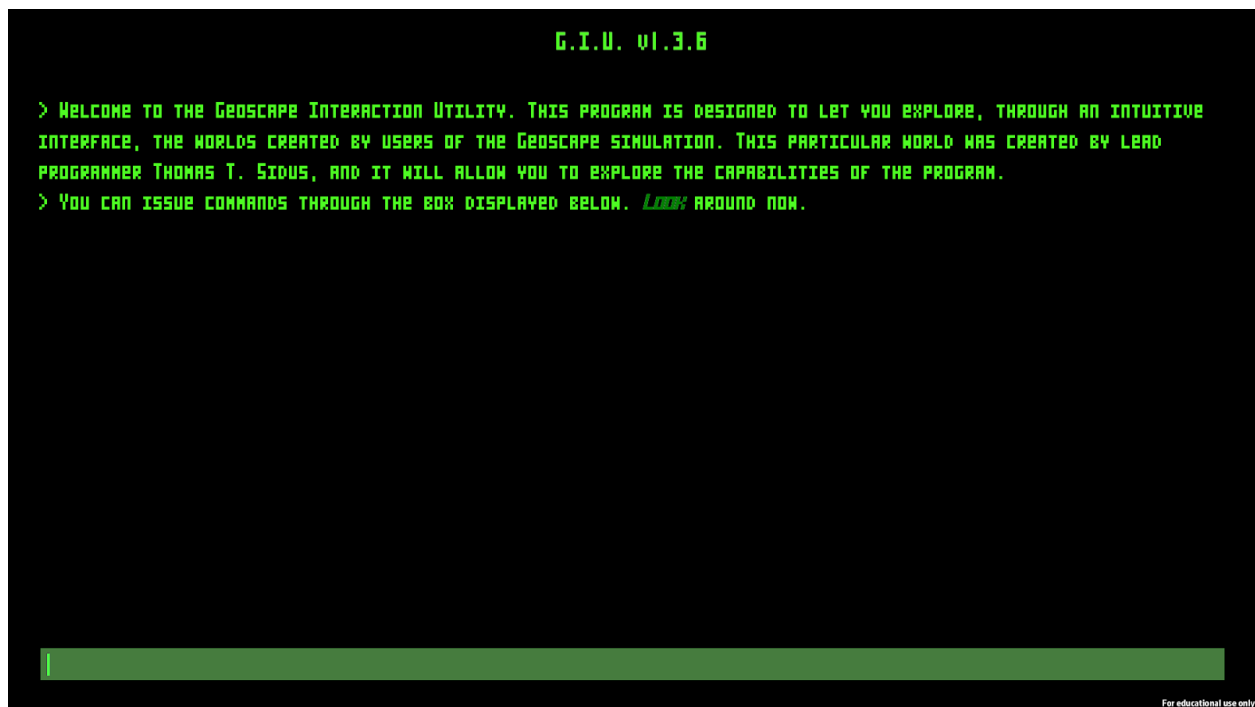 G.I.U. v1.3.6
> Welcome to the Geoscape Interaction Utility. This program is designed to let you explore, through an intuitive
interface, the worlds created by users of the Geoscape simulation. This particular world was created by lead
programmer Thomas T. Sidus, and it will allow you to explore the capabilities of the program.
> You can issue commands through the box displayed below. Look around now.
For educational use only